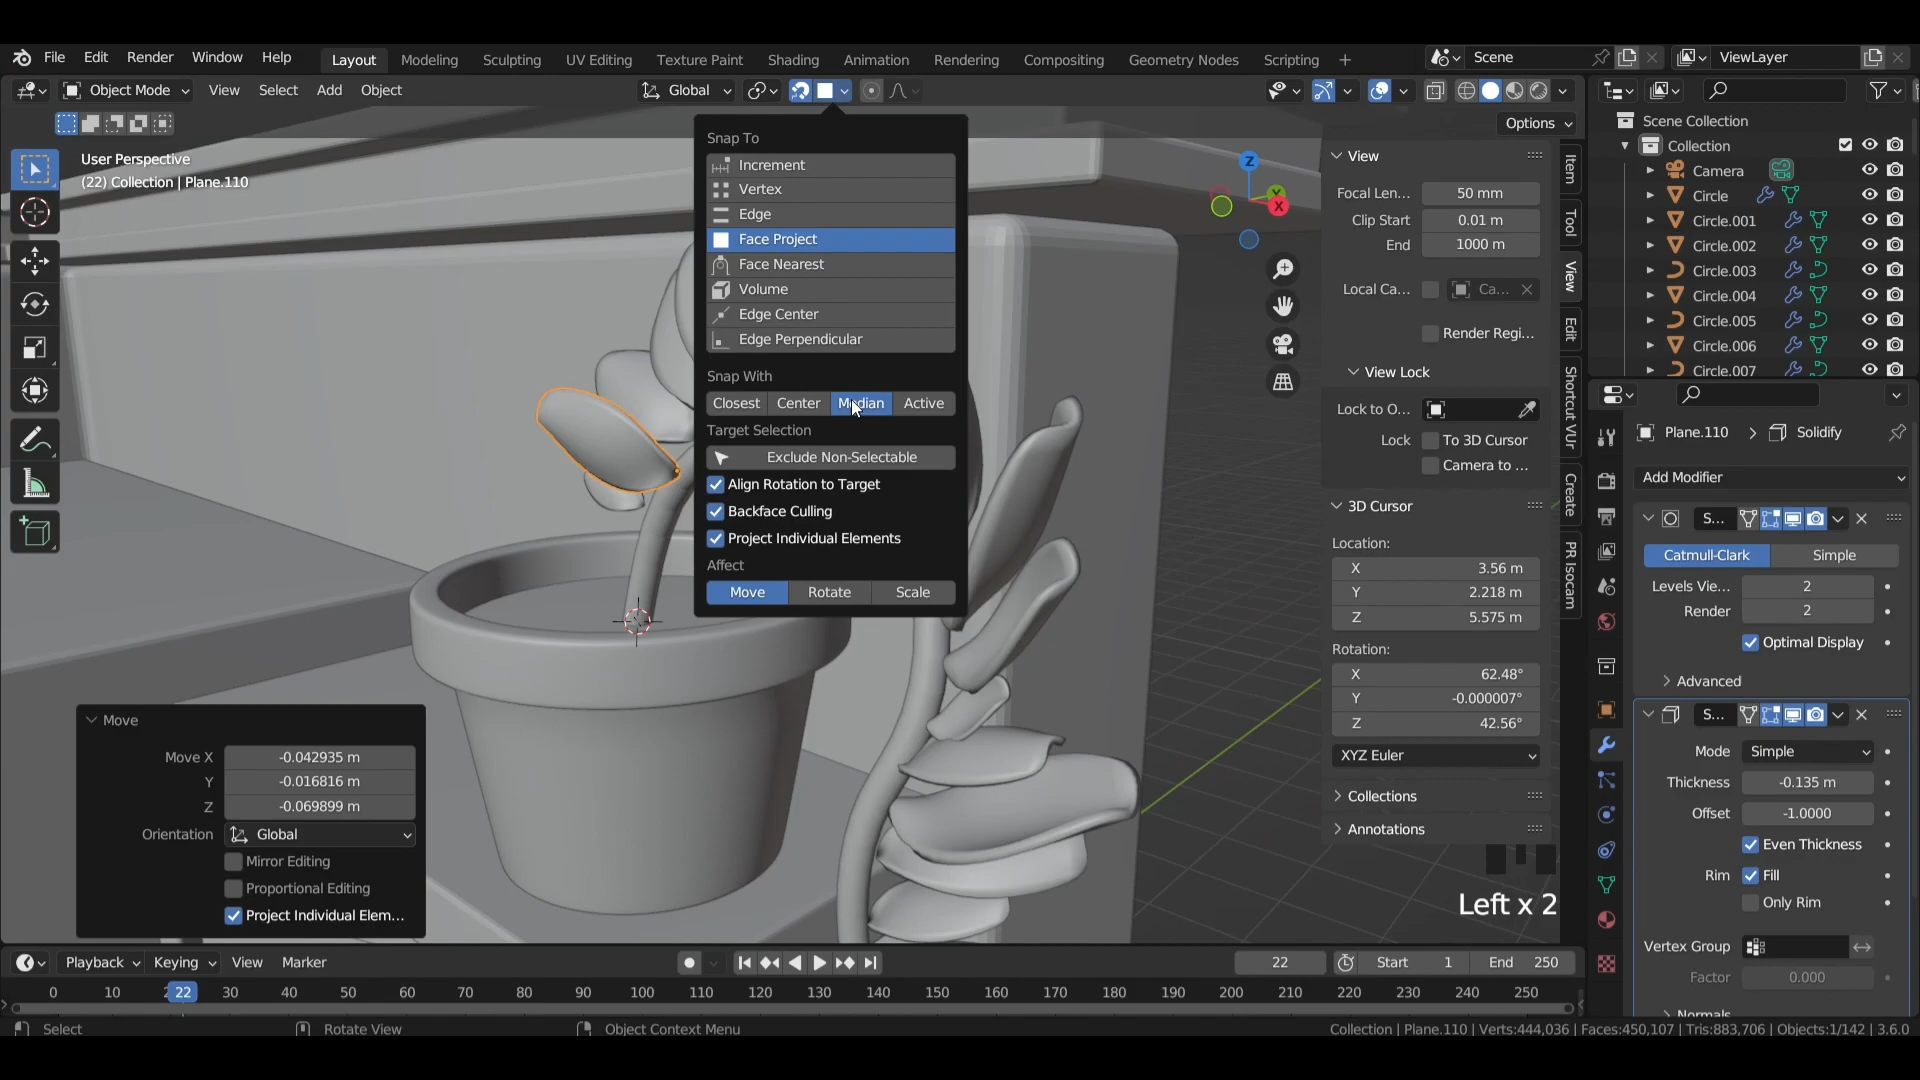 File Edit Render Window Help Layout Modeling Sculpting UV Editing Texture Paint Shading Animation Rendering Compositing Geometry Nodes Scripting + Scene ViewLayer
Object Mode View Select Add Object Global
Options
User Perspective
(22) Collection | Plane.110
Snap To
Increment
Vertex
Edge
Face Project
Face Nearest
Volume
Edge Center
Edge Perpendicular
Snap With
Closest Center Median Active
Target Selection
Exclude Non-Selectable
Align Rotation to Target
Backface Culling
Project Individual Elements
Affect
Move Rotate Scale
Z
Y
X
View
Focal Len... 50 mm
Clip Start 0.01 m
End 1000 m
Local Ca... Ca...
Render Regi...
View Lock
Lock to O...
Lock To 3D Cursor
Camera to ...
3D Cursor
Location:
X 3.56 m
Y 2.218 m
Z 5.575 m
Rotation:
X 62.48°
Y -0.000007°
Z 42.56°
XYZ Euler
Collections
Annotations
Item
Tool
View
Edit
Shortcut VUr
Create
PR Isocam
Scene Collection
Collection
Camera
Circle
Circle.001
Circle.002
Circle.003
Circle.004
Circle.005
Circle.006
Circle.007
Plane.110 > Solidify
Add Modifier
S...
Catmull-Clark Simple
Levels Vie... 2
Render 2
Optimal Display
Advanced
S...
Mode Simple
Thickness -0.135 m
Offset -1.0000
Even Thickness
Rim Fill
Only Rim
Vertex Group
Factor 0.000
Normals
Move
Move X -0.042935 m
Y -0.016816 m
Z -0.069899 m
Orientation Global
Mirror Editing
Proportional Editing
Project Individual Elem...
Left x 2
Playback Keying View Marker 22 Start 1 End 250
0 10 22 30 40 50 60 70 80 90 100 110 120 130 140 150 160 170 180 190 200 210 220 230 240 250
Select Rotate View Object Context Menu Collection | Plane.110 | Verts:444,036 | Faces:450,107 | Tris:883,706 | Objects:1/142 | 3.6.0